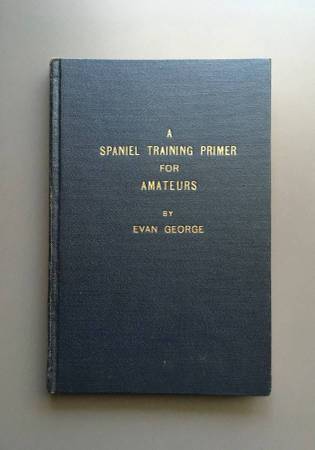 A
SPANIEL TRAINING PRIMER
FOR
AMATEURS
BY
EVAN GEORGE